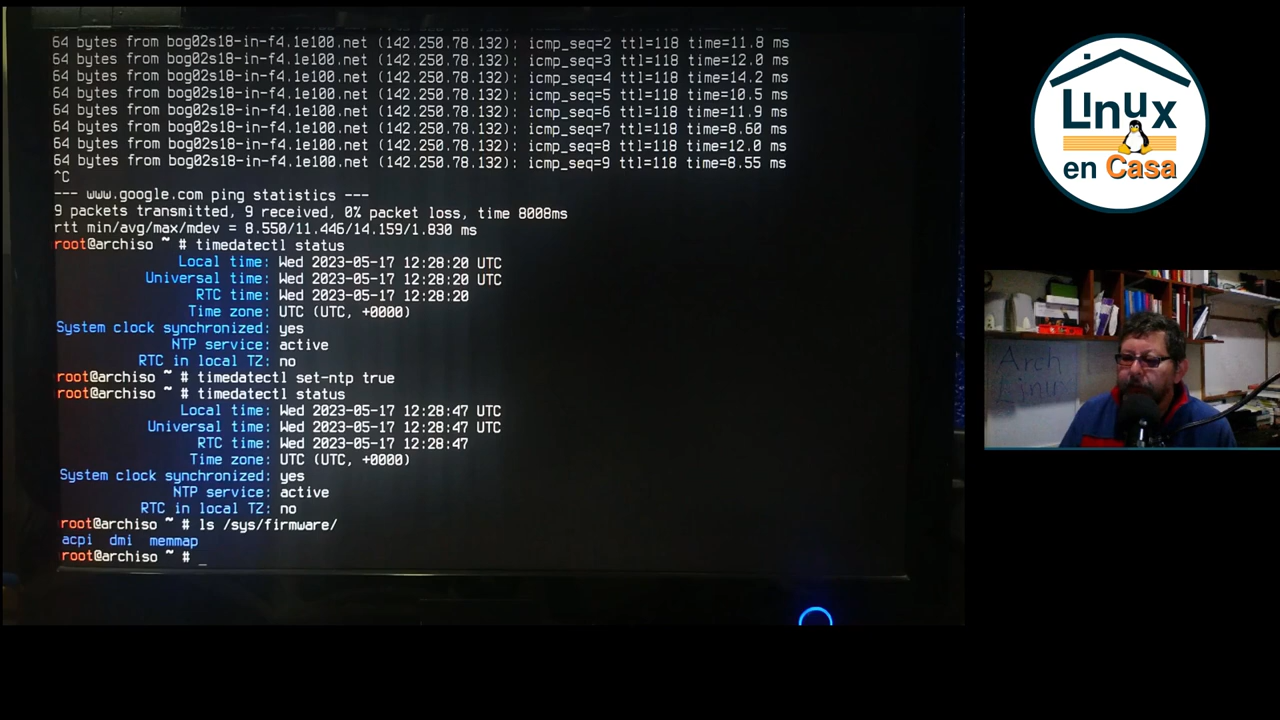 64 bytes from bog02s18-in-f4.1e100.net (142.250.78.132): icmp_seq=2 ttl=118 time=11.8 ms
64 bytes from bog02s18-in-f4.1e100.net (142.250.78.132): icmp_seq=3 ttl=118 time=12.0 ms
64 bytes from bog02s18-in-f4.1e100.net (142.250.78.132): icmp_seq=4 ttl=118 time=14.2 ms
64 bytes from bog02s18-in-f4.1e100.net (142.250.78.132): icmp_seq=5 ttl=118 time=10.5 ms
64 bytes from bog02s18-in-f4.1e100.net (142.250.78.132): icmp_seq=6 ttl=118 time=11.9 ms
64 bytes from bog02s18-in-f4.1e100.net (142.250.78.132): icmp_seq=7 ttl=118 time=8.60 ms
64 bytes from bog02s18-in-f4.1e100.net (142.250.78.132): icmp_seq=8 ttl=118 time=12.0 ms
64 bytes from bog02s18-in-f4.1e100.net (142.250.78.132): icmp_seq=9 ttl=118 time=8.55 ms
^C
--- www.google.com ping statistics ---
9 packets transmitted, 9 received, 0% packet loss, time 8008ms
rtt min/avg/max/mdev = 8.550/11.446/14.159/1.830 ms
root@archiso ~ # timedatectl status
Local time: Wed 2023-05-17 12:28:20 UTC
Universal time: Wed 2023-05-17 12:28:20 UTC
RTC time: Wed 2023-05-17 12:28:20
Time zone: UTC (UTC, +0000)
System clock synchronized: yes
NTP service: active
RTC in local TZ: no
root@archiso ~ # timedatectl set-ntp true
root@archiso ~ # timedatectl status
Local time: Wed 2023-05-17 12:28:47 UTC
Universal time: Wed 2023-05-17 12:28:47 UTC
RTC time: Wed 2023-05-17 12:28:47
Time zone: UTC (UTC, +0000)
System clock synchronized: yes
NTP service: active
RTC in local TZ: no
root@archiso ~ # ls /sys/firmware/
acpi dmi memmap
root@archiso ~ # _
Linux
en Casa
Arch
Linux